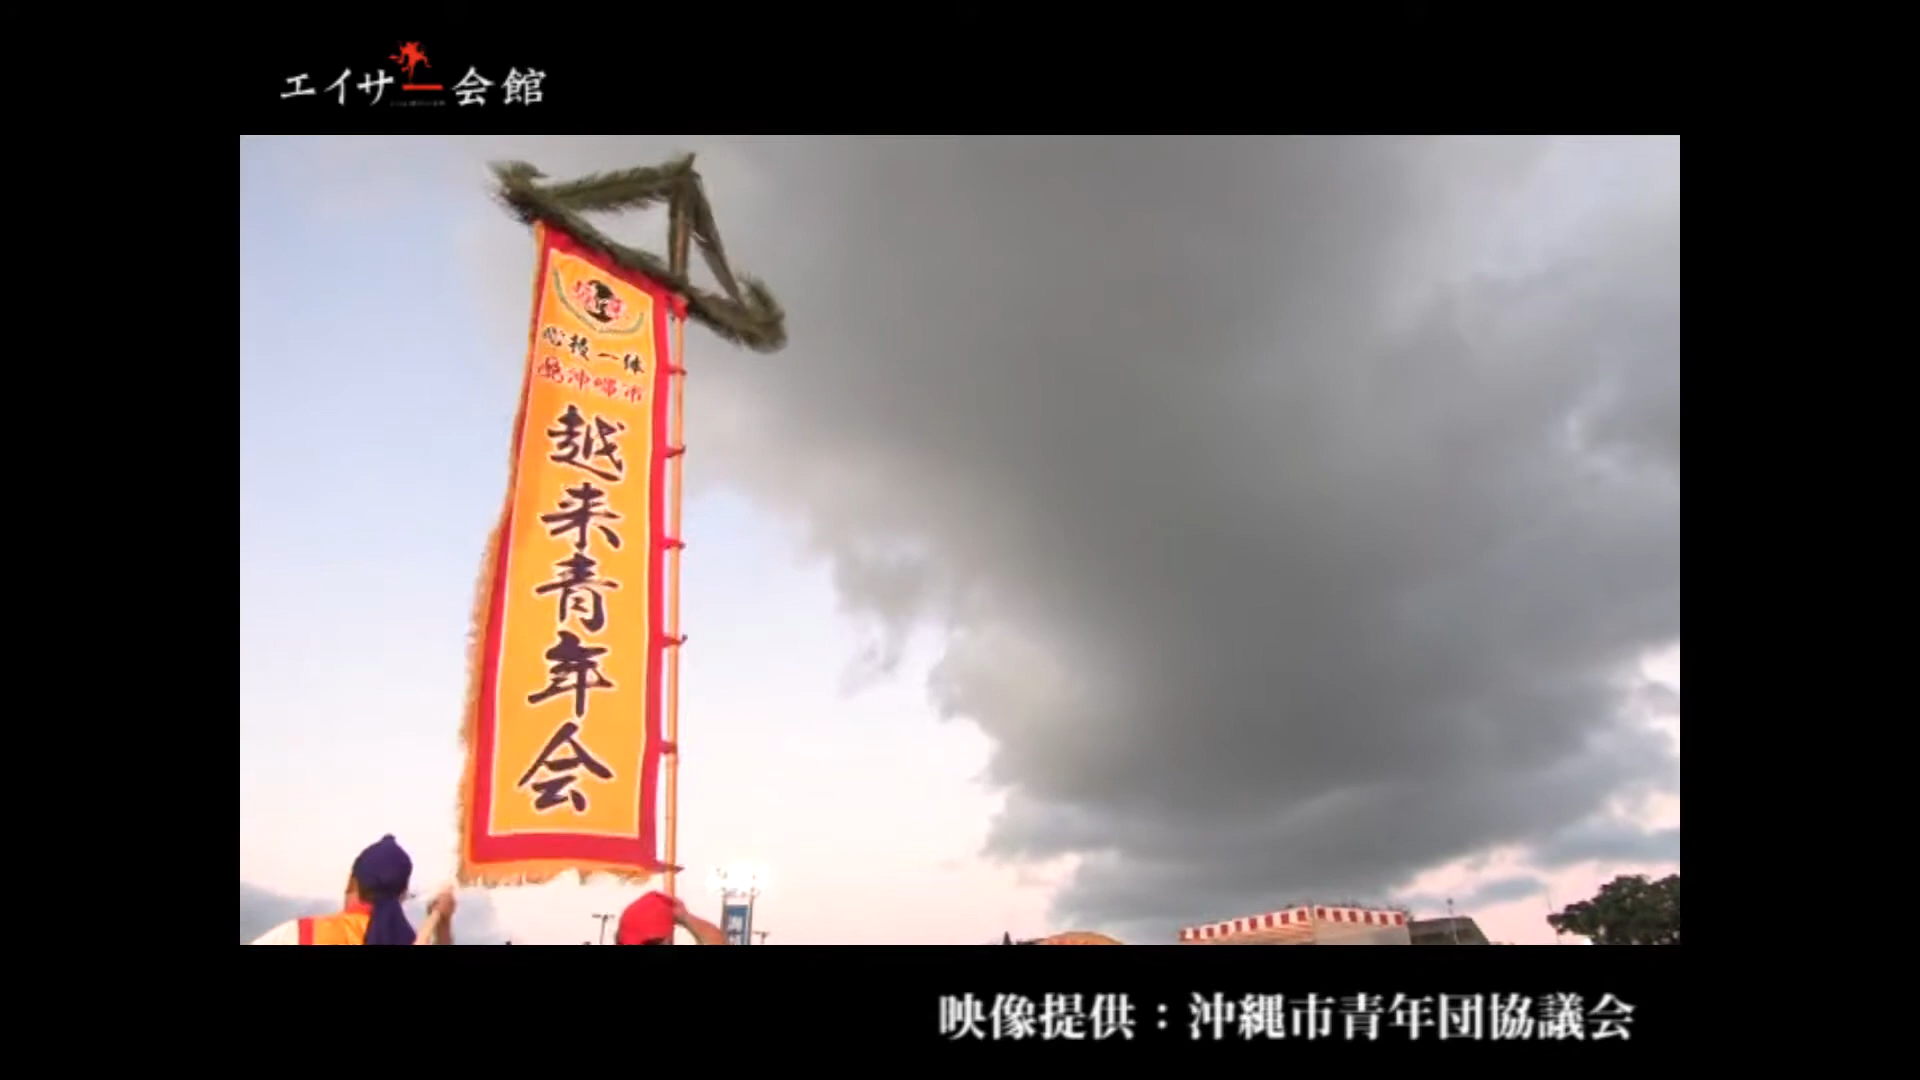 エイサー会館
心技一体
沖縄市
越来青年会
映像提供：沖縄市青年団協議会